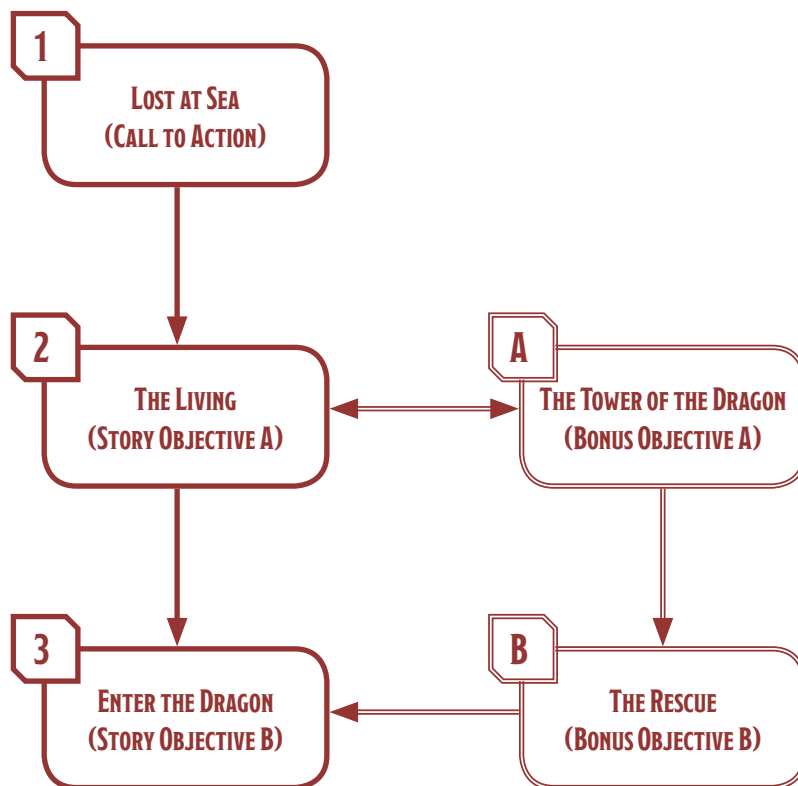 1
Lost at Sea
(Call to Action)
2
The Living
(Story Objective A)
A
The Tower of the Dragon
(Bonus Objective A)
3
Enter the Dragon
(Story Objective B)
B
The Rescue
(Bonus Objective B)